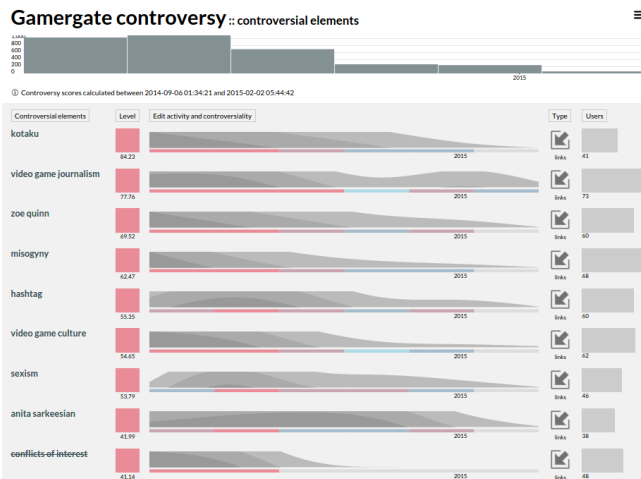 Gamergate controversy :: controversial elements
1,000
800
600
400
200
0
2015
ⓘ Controversy scores calculated between 2014-09-06 01:34:21 and 2015-02-02 05:44:42
Controversial elements Level Edit activity and controversiality Type Users
kotaku
84.23 2015 links 41
video game journalism
77.76 2015 links 73
zoe quinn
69.52 2015 links 60
misogyny
62.47 2015 links 68
hashtag
55.35 2015 links 60
video game culture
54.65 2015 links 62
sexism
53.79 2015 links 46
anita sarkeesian
41.99 2015 links 38
conflicts of interest
41.14 2015 links 48